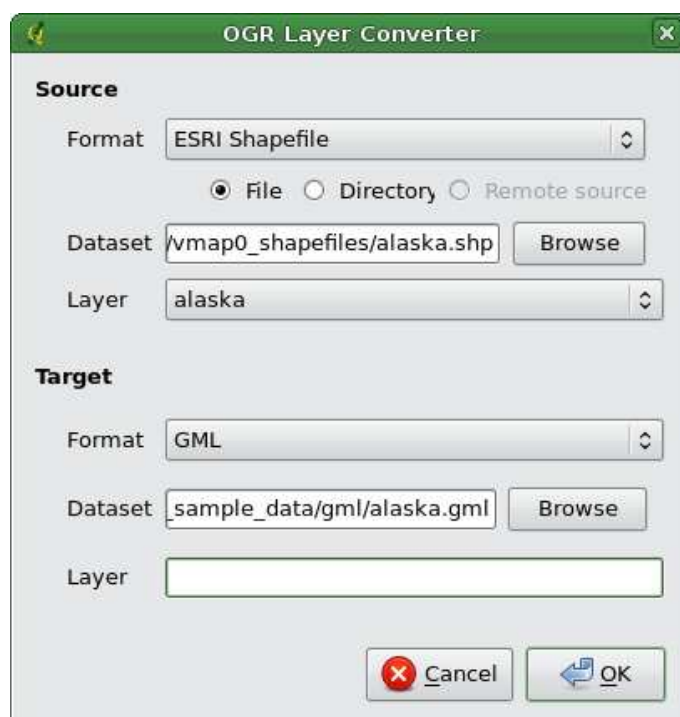 OGR Layer Converter
Source
Format ESRI Shapefile
File Directory Remote source
Dataset /vmap0_shapefiles/alaska.shp Browse
Layer alaska
Target
Format GML
Dataset _sample_data/gml/alaska.gml Browse
Layer
Cancel OK